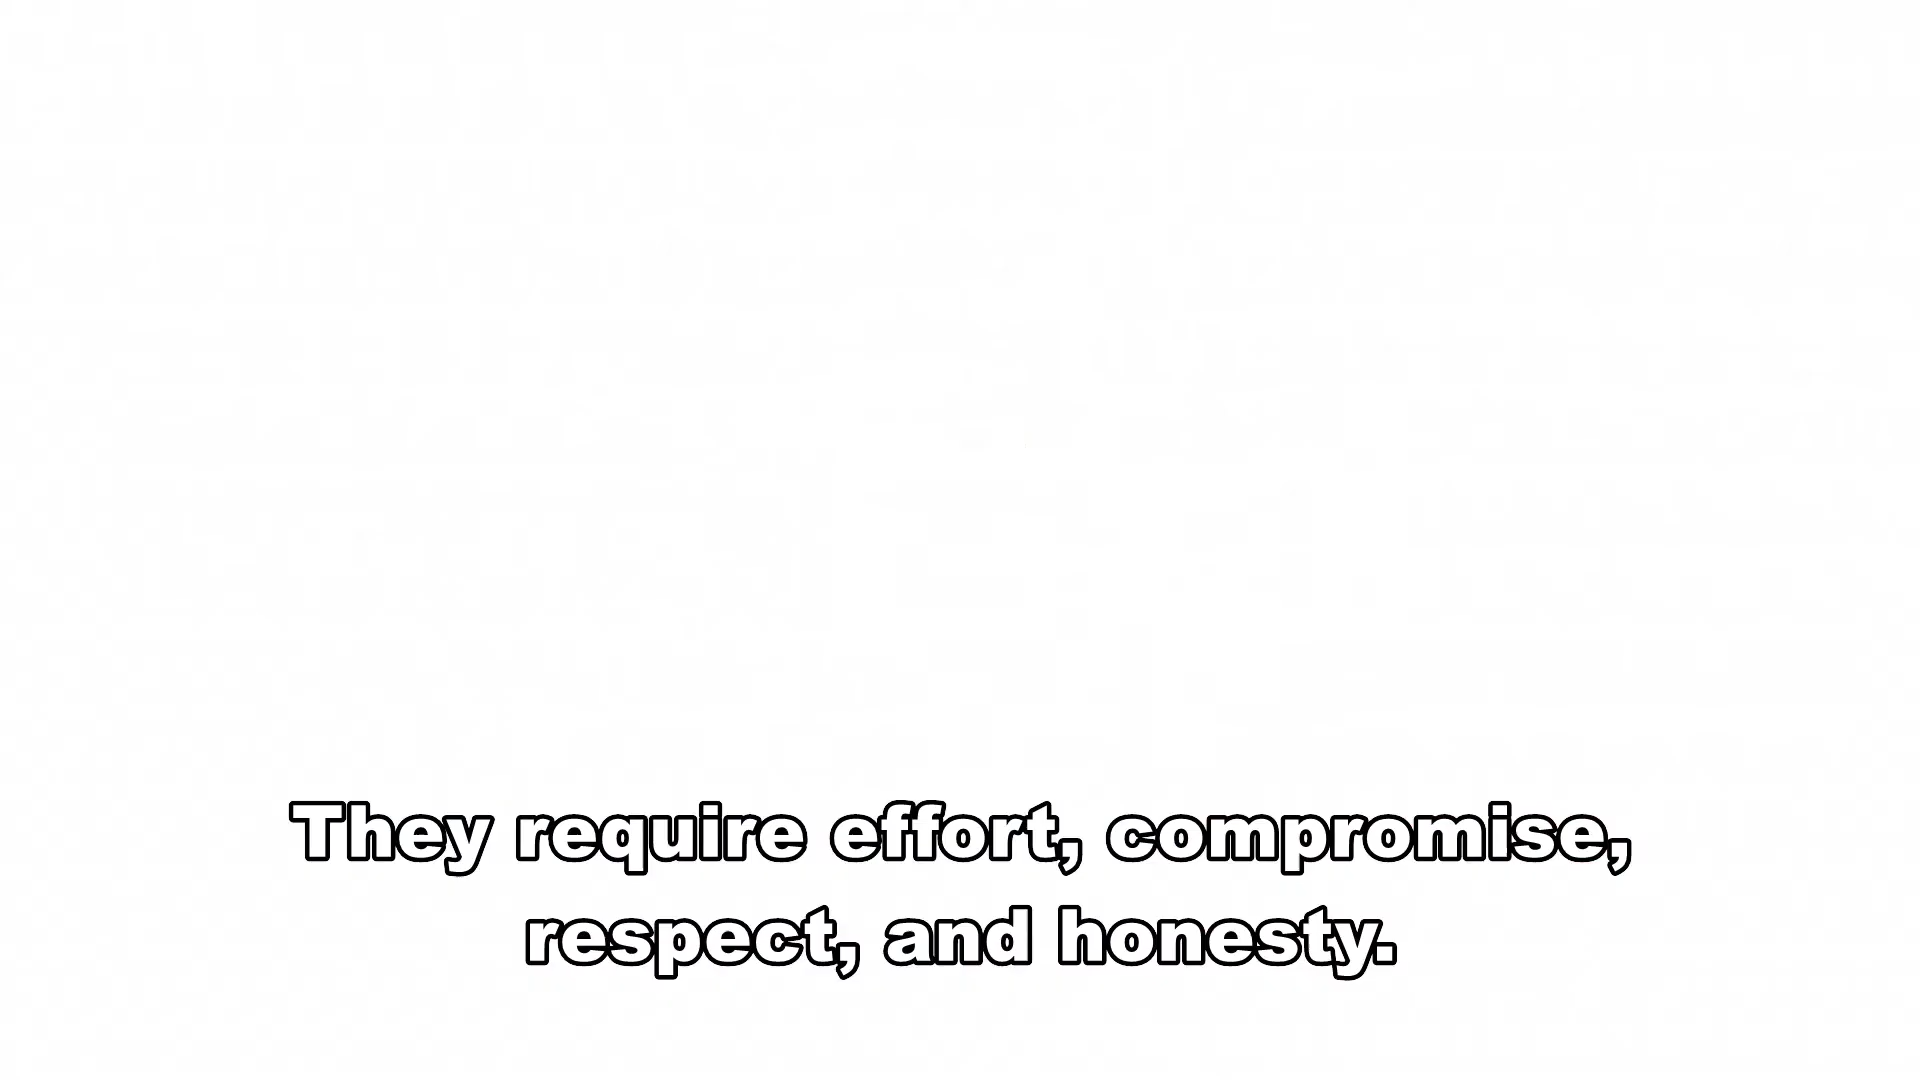 They require effort, compromise,
respect, and honesty.